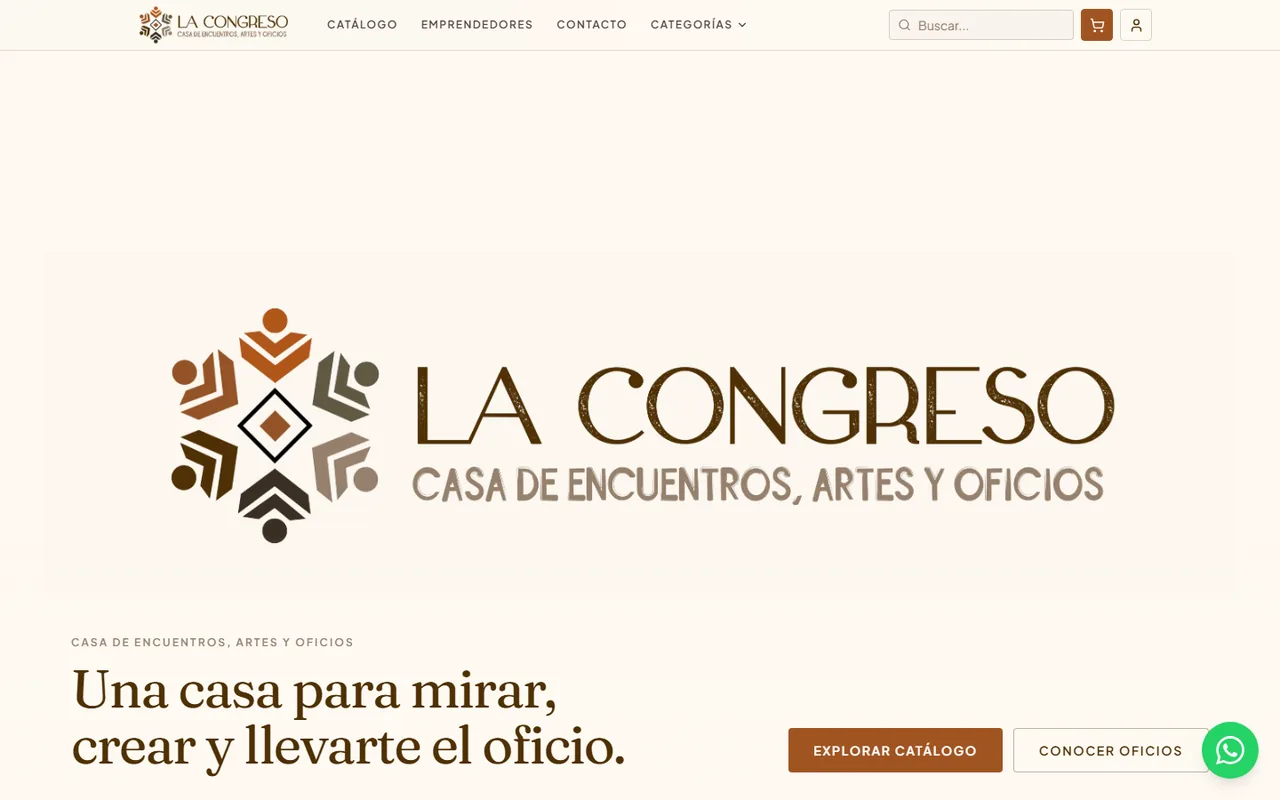 LA CONGRESO
CASA DE ENCUENTROS, ARTES Y OFICIOS
CATÁLOGO
EMPRENDEDORES
CONTACTO
CATEGORÍAS
Buscar...
LA CONGRESO
CASA DE ENCUENTROS, ARTES Y OFICIOS
CASA DE ENCUENTROS, ARTES Y OFICIOS
Una casa para mirar,
crear y llevarte el oficio.
EXPLORAR CATÁLOGO
CONOCER OFICIOS